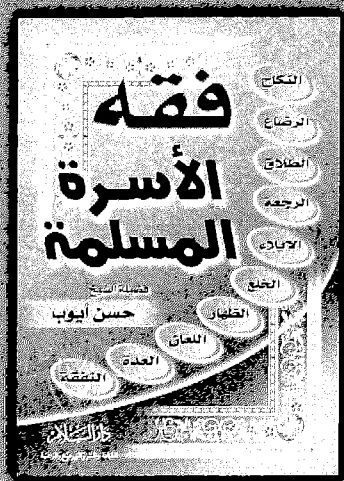 فقه
الأسرة
المسلمة
فضيلة الشيخ
حسن أيوب
النكاح
الرضاع
الطلاق
الرجعة
الإيلاء
الخلع
الظهار
اللعان
العدة
النفقة
دار السلام